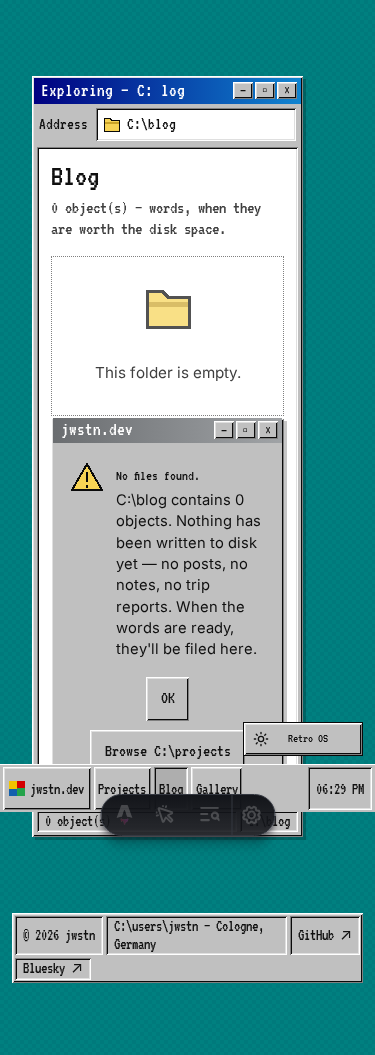 Exploring - C: log
Address C:\blog
Blog
0 object(s) - words, when they
are worth the disk space.
This folder is empty.
jwstn.dev
No files found.
C:\blog contains 0
objects. Nothing has
been written to disk
yet — no posts, no
notes, no trip
reports. When the
words are ready,
they'll be filed here.
OK
Browse C:\projects
Retro OS
jwstn.dev Projects Blog Gallery 06:29 PM
0 object(s)
© 2026 jwstn
C:\users\jwstn - Cologne,
Germany
GitHub ↗
Bluesky ↗